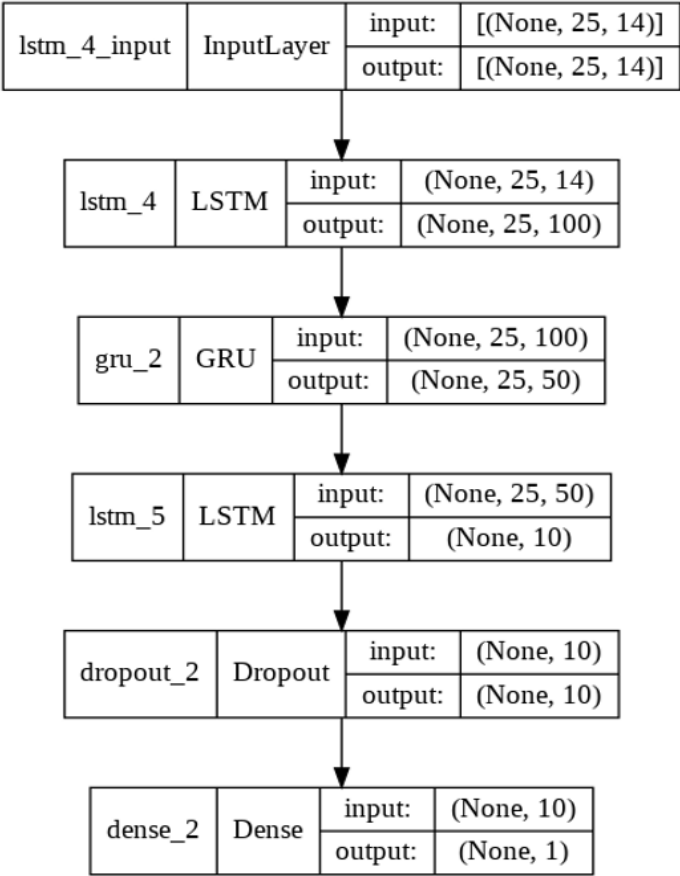 lstm_4_input InputLayer input: [(None, 25, 14)]
output: [(None, 25, 14)]
lstm_4 LSTM input: (None, 25, 14)
output: (None, 25, 100)
gru_2 GRU input: (None, 25, 100)
output: (None, 25, 50)
lstm_5 LSTM input: (None, 25, 50)
output: (None, 10)
dropout_2 Dropout input: (None, 10)
output: (None, 10)
dense_2 Dense input: (None, 10)
output: (None, 1)